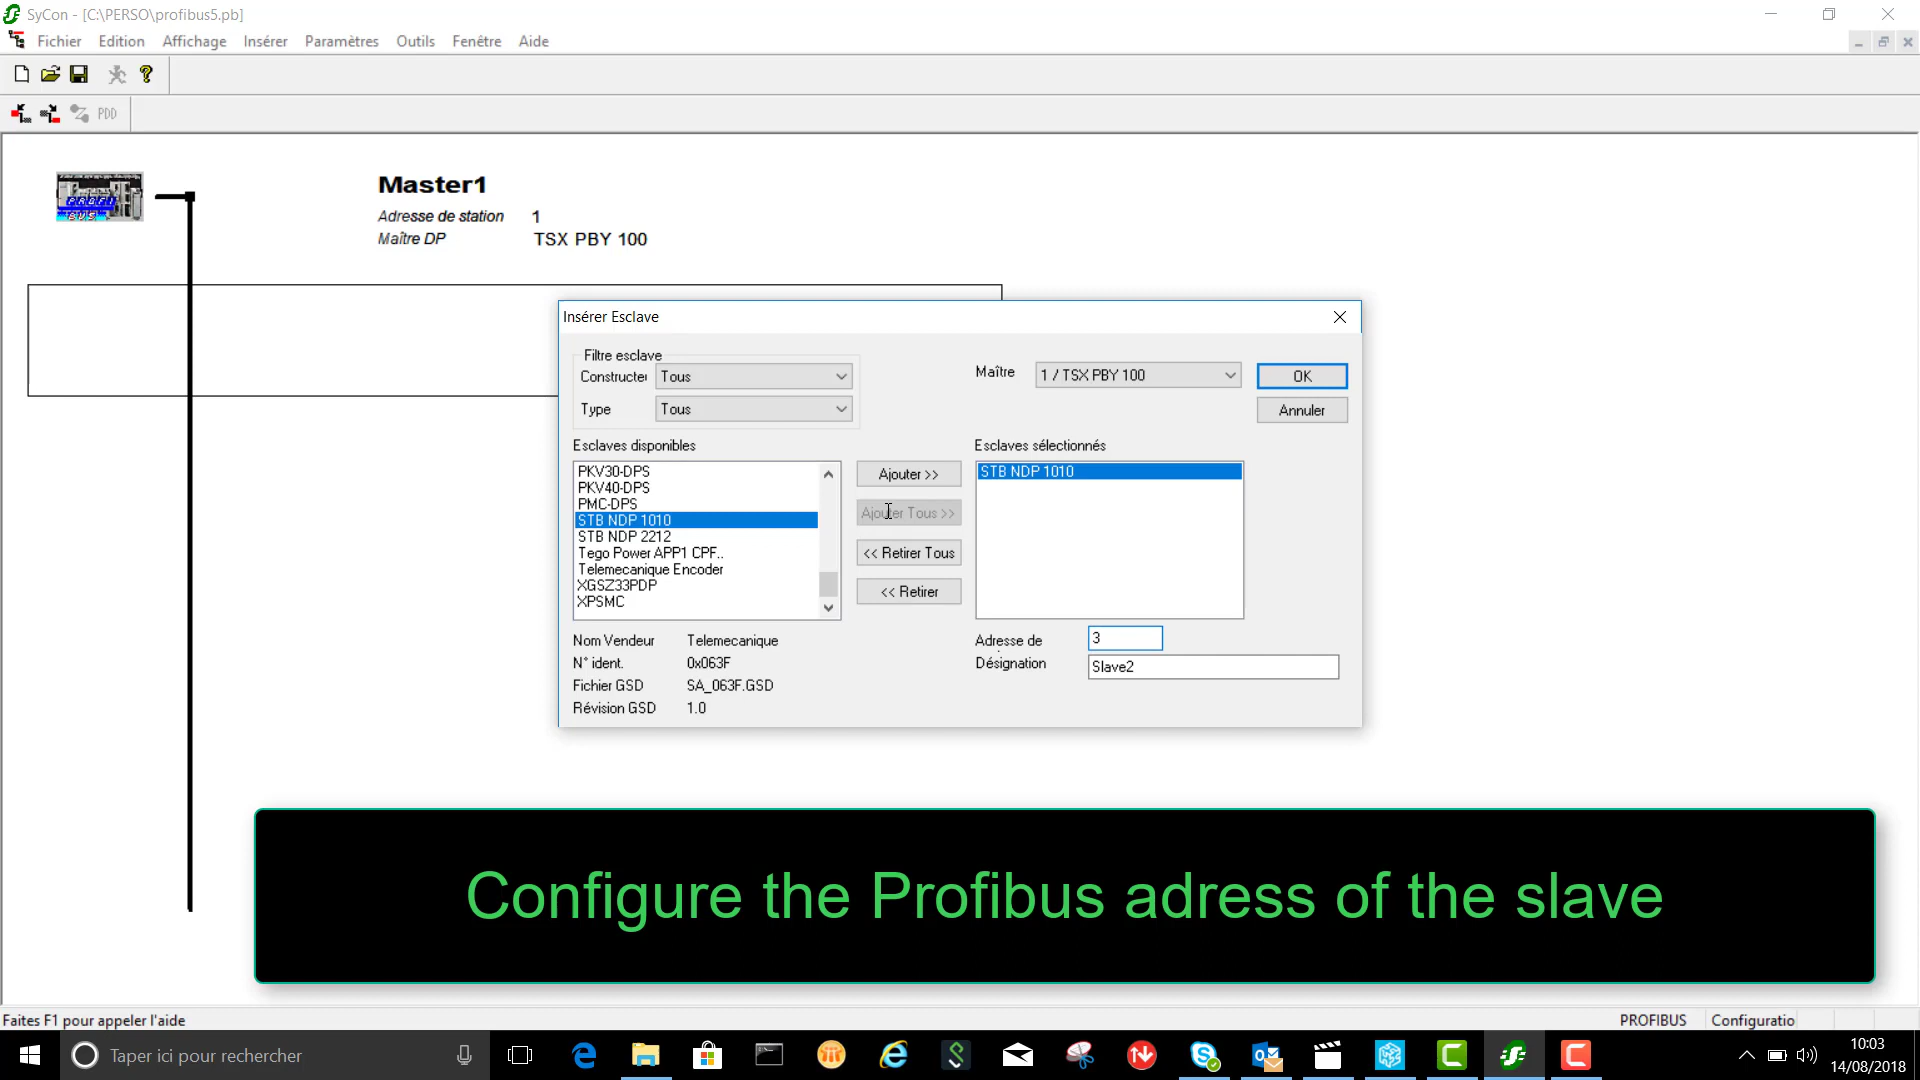 SyCon - [C:\PERSO\profibus5.pb]
Fichier Edition Affichage Insérer Paramètres Outils Fenêtre Aide
PDD
PROFI
BUS
Master1
Adresse de station 1
Maître DP TSX PBY 100
Insérer Esclave
Filtre esclave
Constructeu Tous
Type Tous
Maître 1 / TSX PBY 100
OK
Annuler
Esclaves disponibles
Esclaves sélectionnés
PKV30-DPS
PKV40-DPS
PMC-DPS
STB NDP 1010
STB NDP 2212
Tego Power APP1 CPF..
Telemecanique Encoder
XGSZ33PDP
XPSMC
Ajouter >>
Ajouter Tous >>
<< Retirer Tous
<< Retirer
STB NDP 1010
Nom Vendeur Telemecanique
N° ident. 0x063F
Fichier GSD SA_063F.GSD
Révision GSD 1.0
Adresse de 3
Désignation Slave2
Configure the Profibus adress of the slave
Faites F1 pour appeler l'aide
PROFIBUS Configuratio
Taper ici pour rechercher
10:03
14/08/2018